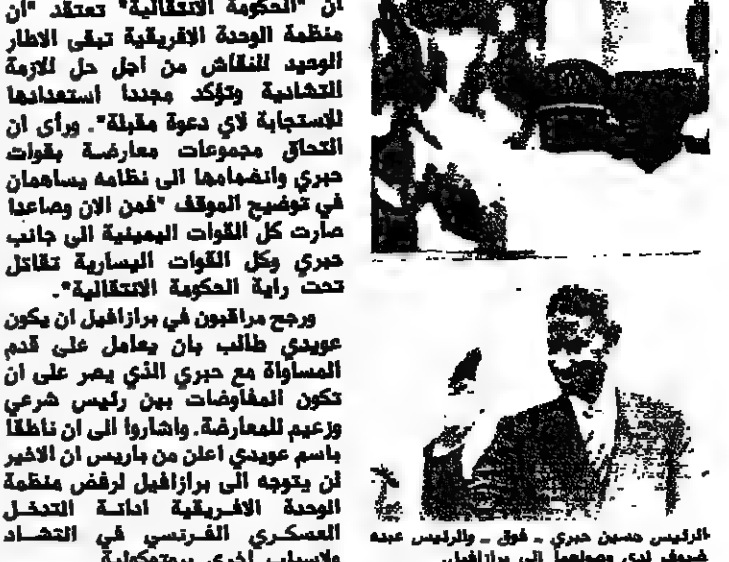 ان "الحكومة الانتقالية" تعتقد "ان
منظمة الوحدة الافريقية تبقى الاطار
الوحيد للنقاش من اجل حل للازمة
التشادية وتؤكد مجددا استعدادها
للاستجابة لاي دعوة مقبلة". ورأى ان
التحاق مجموعات معارضة بقوات
حبري وانضمامها الى نظامه يساهمان
في توضيح الموقف "فمن الان وصاعدا
صارت كل القوات اليمينية الى جانب
حبري وكل القوات اليسارية تقاتل
تحت راية الحكومة الانتقالية".
ورجح مراقبون في برازافيل ان يكون
عويدي طالب بان يعامل على قدم
المساواة مع حبري الذي يصر على ان
تكون المفاوضات بين رئيس شرعي
وزعيم للمعارضة. واشاروا الى ان ناطقا
باسم عويدي اعلن من باريس ان الاخير
لن يتوجه الى برازافيل لرفض منظمة
الوحدة الافريقية ادانة التدخل
العسكري الفرنسي في التشاد
ولاسباب اخرى بروتوكولية
الرئيس حسين حبري ـ فوق ـ والرئيس عبده
ضيوف لدى وصولهما الى برازافيل.